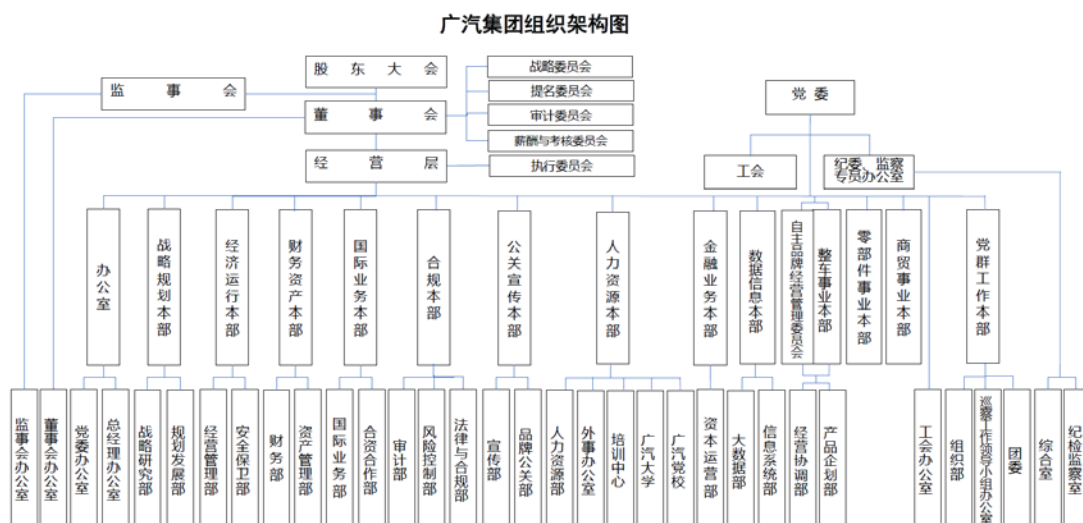 广汽集团组织架构图
股东大会
监事会
董事会
经营层
战略委员会
提名委员会
审计委员会
薪酬与考核委员会
执行委员会
党委
工会
纪委、监察
专员办公室
办公室
战略规划本部
经济运行本部
财务资产本部
国际业务本部
合规本部
公关宣传本部
人力资源本部
金融业务本部
数据信息本部
自主品牌经营管理委员会
整车事业本部
零部件事业本部
商贸事业本部
党群工作本部
监事会办公室
董事会办公室
党委办公室
总经理办公室
战略研究部
规划发展部
经营管理部
安全保卫部
财务部
资产管理部
国际业务部
合资合作部
审计部
风险控制部
法律与合规部
宣传部
品牌公关部
人力资源部
外事办公室
培训中心
广汽大学
广汽党校
资本运营部
大数据部
信息系统部
经营协调部
产品企划部
工会办公室
组织部
巡察工作领导小组办公室
团委
综合室
纪检监察室